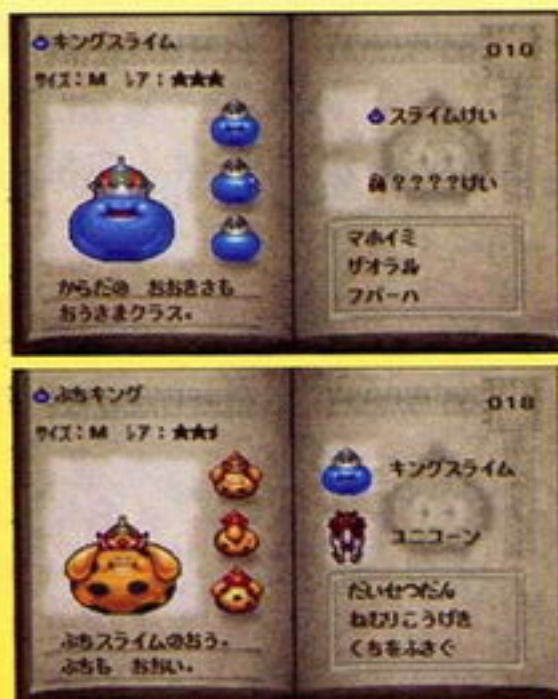 キングスライム
010
サイズ：M レア：★★★
スライムけい
？？？？けい
からだの おおきさも
おうさまクラス。
マホイミ
ザオラル
フバーハ
ぶちキング
018
サイズ：M レア：★★
キングスライム
ユニコーン
ぶちスライムのおう。
ぶちも おおい。
だいせつだん
ねむりこうげき
くちをふさぐ